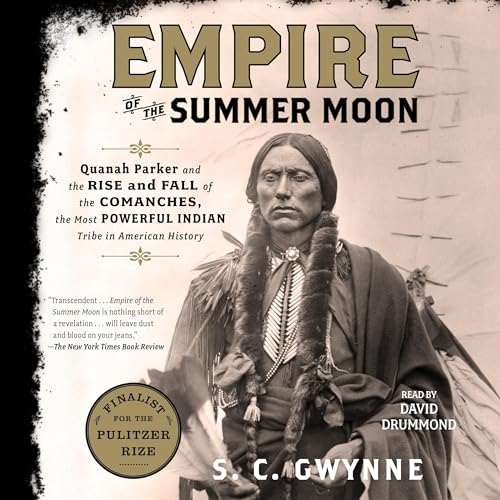 EMPIRE
OF THE
SUMMER MOON
Quanah Parker and
the RISE and FALL of
the COMANCHES,
the Most POWERFUL INDIAN
Tribe in American History
"Transcendent . . . Empire of the
Summer Moon is nothing short of
a revelation . . . will leave dust
and blood on your jeans."
—The New York Times Book Review
FINALIST
FOR THE
PULITZER
RIZE
READ BY
DAVID
DRUMMOND
S. C. GWYNNE